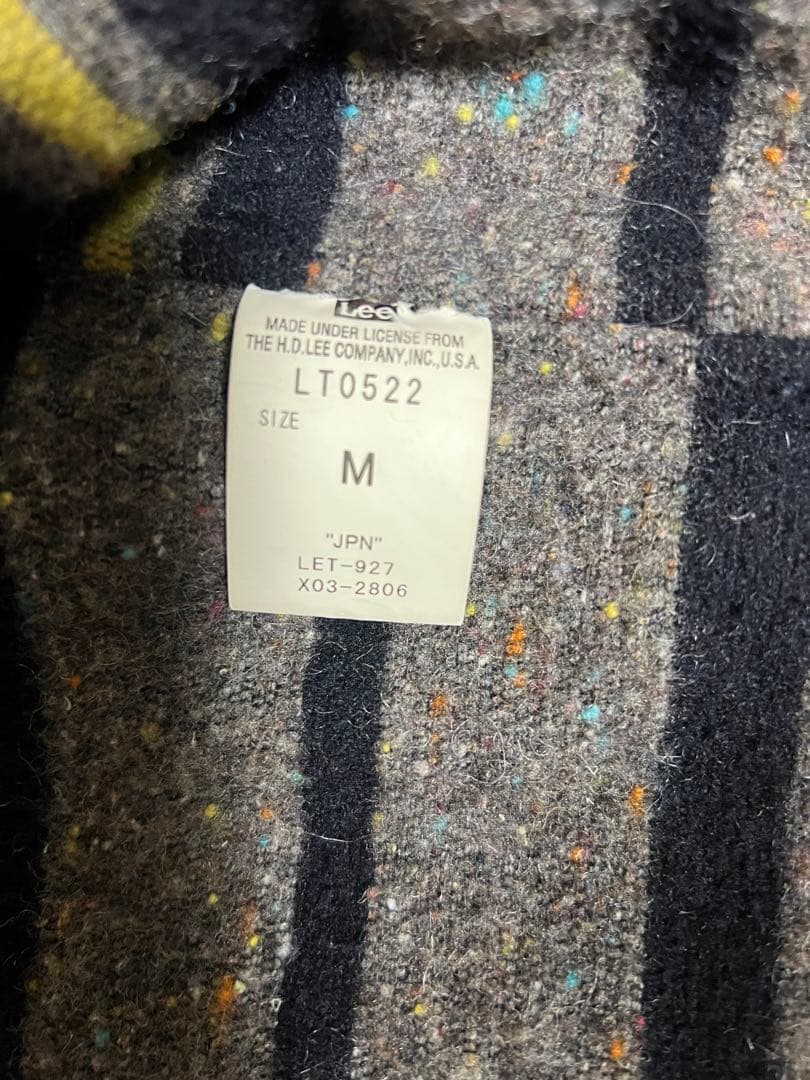 Lee
MADE UNDER LICENSE FROM
THE H.D.LEE COMPANY,INC.,U.S.A.
LT0522
SIZE
M
"JPN"
LET-927
X03-2806